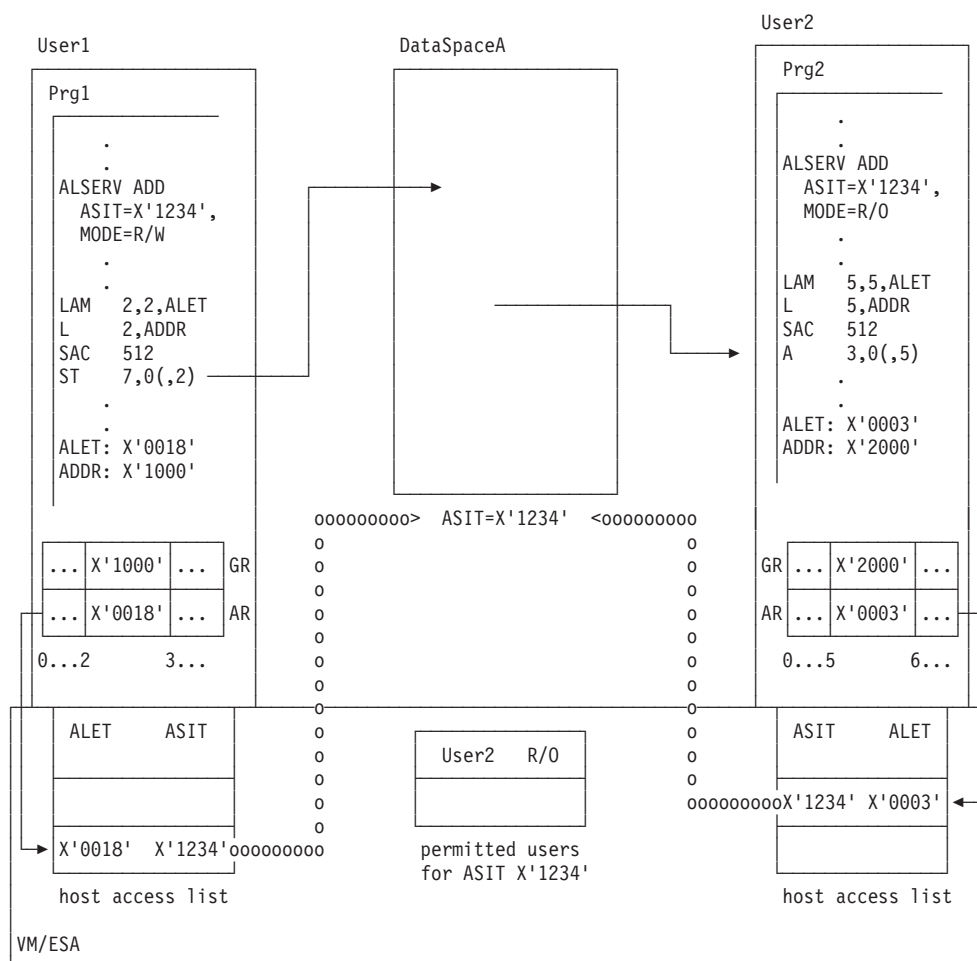 User1
DataSpaceA
User2
Prg1
.
.
ALSERV ADD
ASIT=X'1234',
MODE=R/W
.
.
LAM 2,2,ALET
L 2,ADDR
SAC 512
ST 7,0(,2)
.
.
ALET: X'0018'
ADDR: X'1000'
Prg2
.
.
ALSERV ADD
ASIT=X'1234',
MODE=R/O
.
.
LAM 5,5,ALET
L 5,ADDR
SAC 512
A 3,0(,5)
.
.
ALET: X'0003'
ADDR: X'2000'
ooooooooo> ASIT=X'1234' <ooooooooo
... X'1000' ... GR
... X'0018' ... AR
0...2 3...
GR ... X'2000' ...
AR ... X'0003' ...
0...5 6...
ALET ASIT
X'0018' X'1234'ooooooooo
host access list
User2 R/O
permitted users
for ASIT X'1234'
ASIT ALET
oooooooooX'1234' X'0003'
host access list
VM/ESA